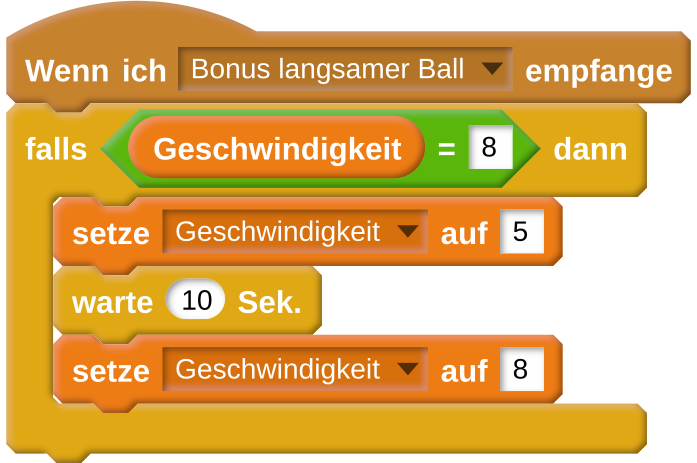 Wenn ich Bonus langsamer Ball empfange
falls Geschwindigkeit = 8 dann
setze Geschwindigkeit auf 5
warte 10 Sek.
setze Geschwindigkeit auf 8